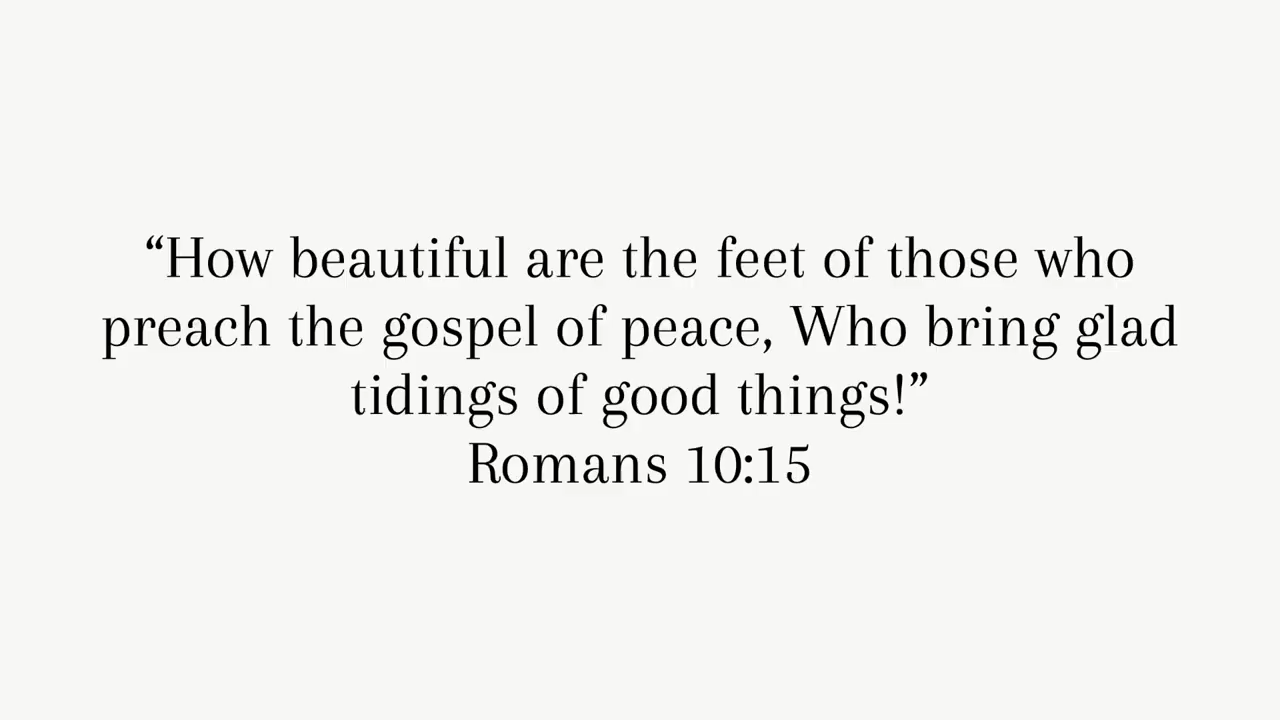 “How beautiful are the feet of those who
preach the gospel of peace, Who bring glad
tidings of good things!”
Romans 10:15